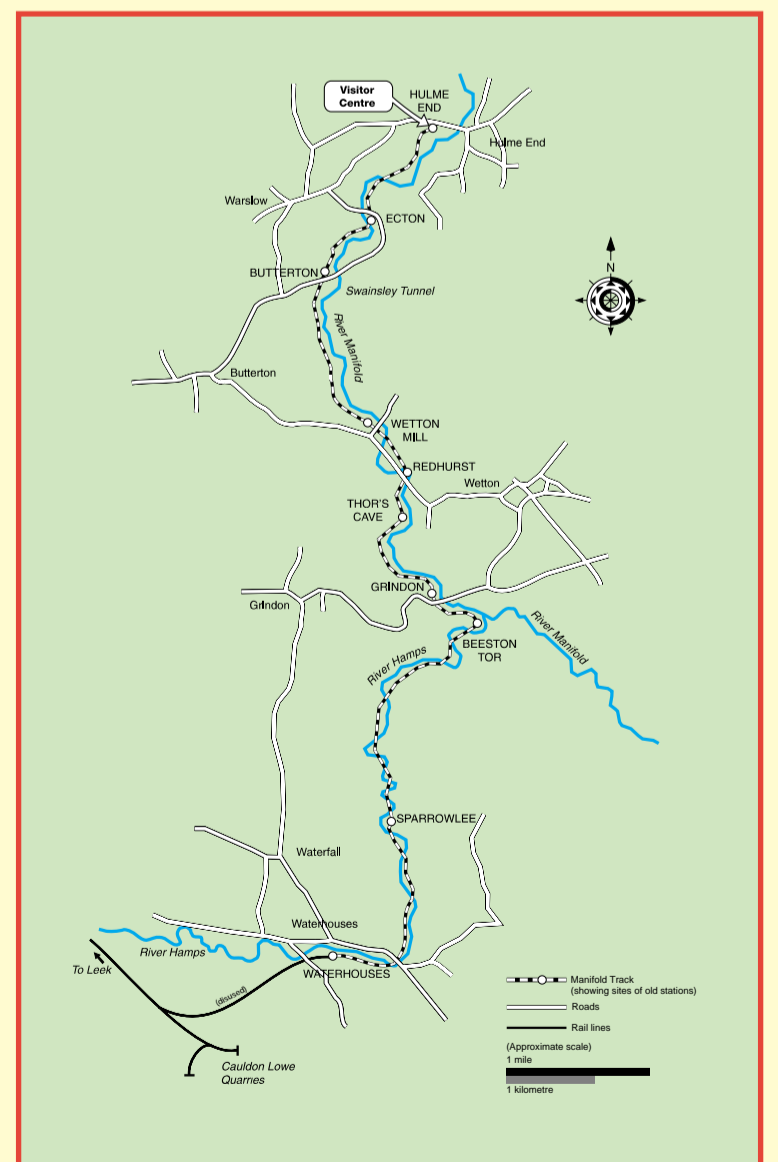 Visitor
Centre
HULME
END
Hulme End
Warslow
ECTON
BUTTERTON
Swainsley Tunnel
River Manifold
Butterton
WETTON
MILL
REDHURST
Wetton
THOR'S
CAVE
GRINDON
Grindon
BEESTON
TOR
River Manifold
River Hamps
SPARROWLEE
Waterfall
Waterhouses
River Hamps
WATERHOUSES
To Leek
(disused)
Cauldon Lowe
Quarries
N
Manifold Track
(showing sites of old stations)
Roads
Rail lines
(Approximate scale)
1 mile
1 kilometre